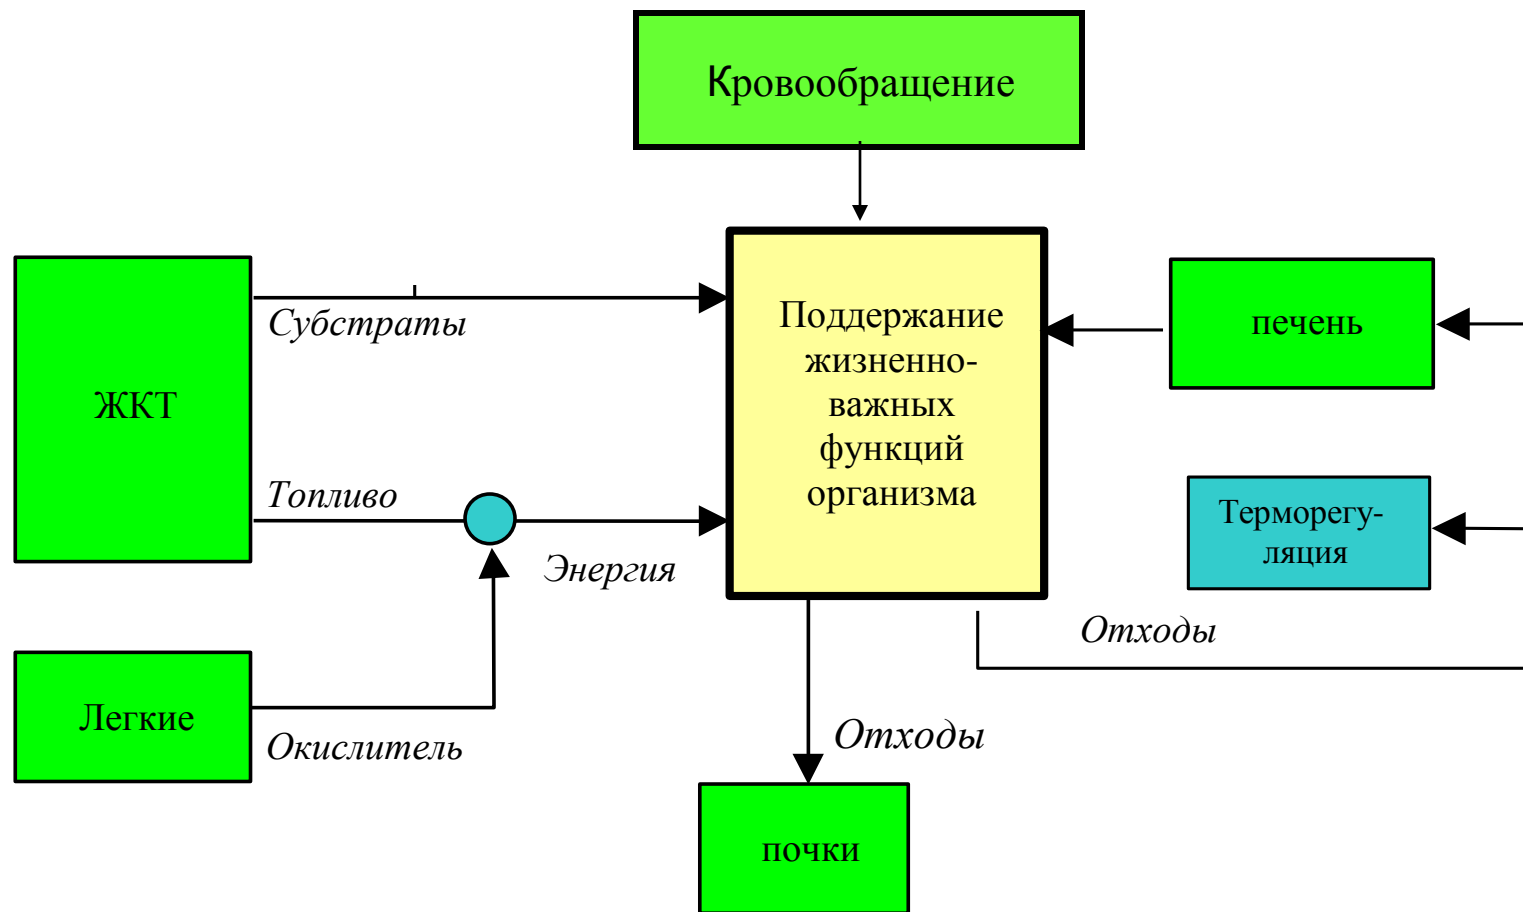 Кровообращение
Субстраты
ЖКТ
Топливо
Энергия
Легкие
Окислитель
Поддержание
жизненно-
важных
функций
организма
печень
Терморегу-
ляция
Отходы
Отходы
почки